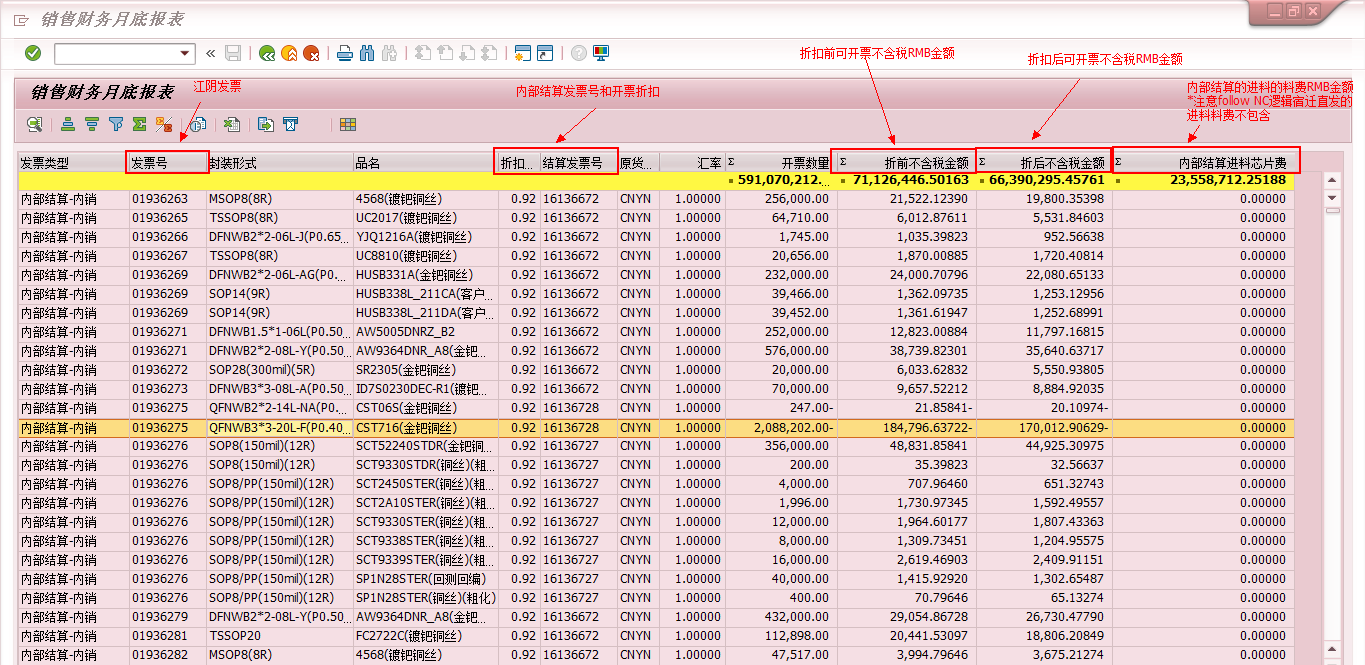 销售财务月底报表
销售财务月底报表
江阴发票
内部结算发票号和开票折扣
折扣前可开票不含税RMB金额
折扣后可开票不含税RMB金额
内部结算的进料的料费RMB金额
*注意follow NC逻辑宿迁直发的
进料料费不包含
发票类型 发票号 封装形式 品名 折扣... 结算发票号 原货... 汇率 Σ 开票数量 Σ 折前不含税金额 Σ 折后不含税金额 Σ 内部结算进料芯片费
591,070,212.... 71,126,446.50163 66,390,295.45761 23,558,712.25188
内部结算-内销 01936263 MSOP8(8R) 4568(镀钯铜丝) 0.92 16136672 CNYN 1.00000 256,000.00 21,522.12390 19,800.35398 0.00000
内部结算-内销 01936265 TSSOP8(8R) UC2017(镀钯铜丝) 0.92 16136672 CNYN 1.00000 64,710.00 6,012.87611 5,531.84603 0.00000
内部结算-内销 01936266 DFNWB2*2-06L-J(P0.65... YJQ1216A(镀钯铜丝) 0.92 16136672 CNYN 1.00000 1,745.00 1,035.39823 952.56638 0.00000
内部结算-内销 01936267 TSSOP8(8R) UC8810(镀钯铜丝) 0.92 16136672 CNYN 1.00000 20,656.00 1,870.00885 1,720.40814 0.00000
内部结算-内销 01936269 DFNWB2*2-06L-AG(P0.... HUSB331A(金钯铜丝) 0.92 16136672 CNYN 1.00000 232,000.00 24,000.70796 22,080.65133 0.00000
内部结算-内销 01936269 SOP14(9R) HUSB338L_211CA(客户... 0.92 16136672 CNYN 1.00000 39,466.00 1,362.09735 1,253.12956 0.00000
内部结算-内销 01936269 SOP14(9R) HUSB338L_211DA(客户... 0.92 16136672 CNYN 1.00000 39,452.00 1,361.61947 1,252.68991 0.00000
内部结算-内销 01936271 DFNWB1.5*1-06L(P0.50... AW5005DNRZ_B2 0.92 16136672 CNYN 1.00000 252,000.00 12,823.00884 11,797.16815 0.00000
内部结算-内销 01936271 DFNWB2*2-08L-Y(P0.50... AW9364DNR_A8(金钯... 0.92 16136672 CNYN 1.00000 576,000.00 38,739.82301 35,640.63717 0.00000
内部结算-内销 01936272 SOP28(300mil)(5R) SR2305(金钯铜丝) 0.92 16136672 CNYN 1.00000 20,000.00 6,033.62832 5,550.93805 0.00000
内部结算-内销 01936273 DFNWB3*3-08L-A(P0.50... ID7S0230DEC-R1(镀钯... 0.92 16136672 CNYN 1.00000 70,000.00 9,657.52212 8,884.92035 0.00000
内部结算-内销 01936275 QFNWB2*2-14L-NA(P0.... CST06S(金钯铜丝) 0.92 16136728 CNYN 1.00000 247.00- 21.85841- 20.10974- 0.00000
内部结算-内销 01936275 QFNWB3*3-20L-F(P0.40... CST716(金钯铜丝) 0.92 16136728 CNYN 1.00000 2,088,202.00- 184,796.63722- 170,012.90629- 0.00000
内部结算-内销 01936276 SOP8(150mil)(12R) SCT52240STDR(金钯铜... 0.92 16136727 CNYN 1.00000 356,000.00 48,831.85841 44,925.30975 0.00000
内部结算-内销 01936276 SOP8(150mil)(12R) SCT9330STDR(铜丝)(粗... 0.92 16136727 CNYN 1.00000 200.00 35.39823 32.56637 0.00000
内部结算-内销 01936276 SOP8/PP(150mil)(12R) SCT2450STER(铜丝)(粗... 0.92 16136727 CNYN 1.00000 4,000.00 707.96460 651.32743 0.00000
内部结算-内销 01936276 SOP8/PP(150mil)(12R) SCT2A10STER(铜丝)(粗... 0.92 16136727 CNYN 1.00000 1,996.00 1,730.97345 1,592.49557 0.00000
内部结算-内销 01936276 SOP8/PP(150mil)(12R) SCT9330STER(铜丝)(粗... 0.92 16136727 CNYN 1.00000 12,000.00 1,964.60177 1,807.43363 0.00000
内部结算-内销 01936276 SOP8/PP(150mil)(12R) SCT9338STER(铜丝)(粗... 0.92 16136727 CNYN 1.00000 8,000.00 1,309.73451 1,204.95575 0.00000
内部结算-内销 01936276 SOP8/PP(150mil)(12R) SCT9339STER(铜丝)(粗... 0.92 16136727 CNYN 1.00000 16,000.00 2,619.46903 2,409.91151 0.00000
内部结算-内销 01936276 SOP8/PP(150mil)(12R) SP1N28STER(回测回编) 0.92 16136727 CNYN 1.00000 40,000.00 1,415.92920 1,302.65487 0.00000
内部结算-内销 01936276 SOP8/PP(150mil)(12R) SP1N28STER(铜丝)(粗化) 0.92 16136727 CNYN 1.00000 400.00 70.79646 65.13274 0.00000
内部结算-内销 01936279 DFNWB2*2-08L-Y(P0.50... AW9364DNR_A8(金钯... 0.92 16136672 CNYN 1.00000 432,000.00 29,054.86728 26,730.47790 0.00000
内部结算-内销 01936281 TSSOP20 FC2722C(镀钯铜丝) 0.92 16136672 CNYN 1.00000 112,898.00 20,441.53097 18,806.20849 0.00000
内部结算-内销 01936282 MSOP8(8R) 4568(镀钯铜丝) 0.92 16136672 CNYN 1.00000 47,517.00 3,994.79646 3,675.21274 0.00000